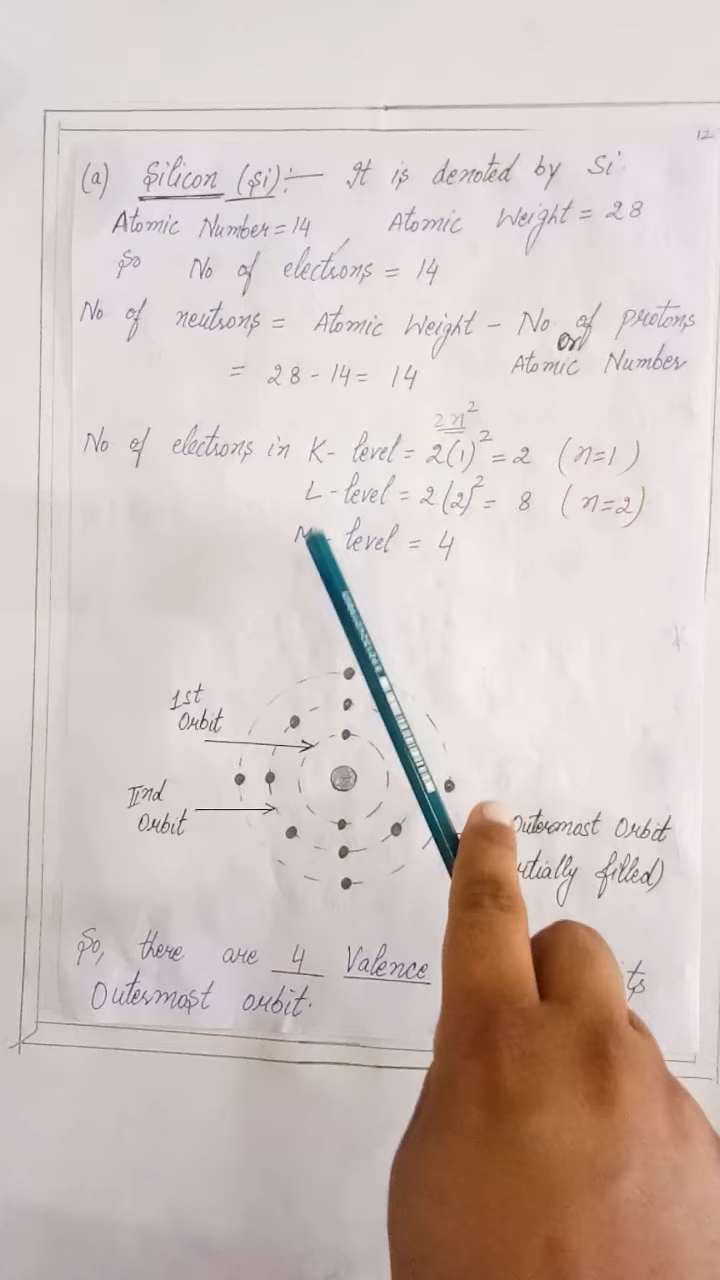 12
(a) Silicon (Si):- It is denoted by Si
Atomic Number = 14 Atomic Weight = 28
So No of electrons = 14
No of neutrons = Atomic Weight - No of protons
or
= 28 - 14 = 14 Atomic Number
2n²
No of electrons in K- level = 2(1)² = 2 (n=1)
L - level = 2(2)² = 8 (n=2)
level = 4
1st
Orbit
IInd
Orbit
Outermost Orbit
filled)
So, there are 4 Valence
Outermost orbit.